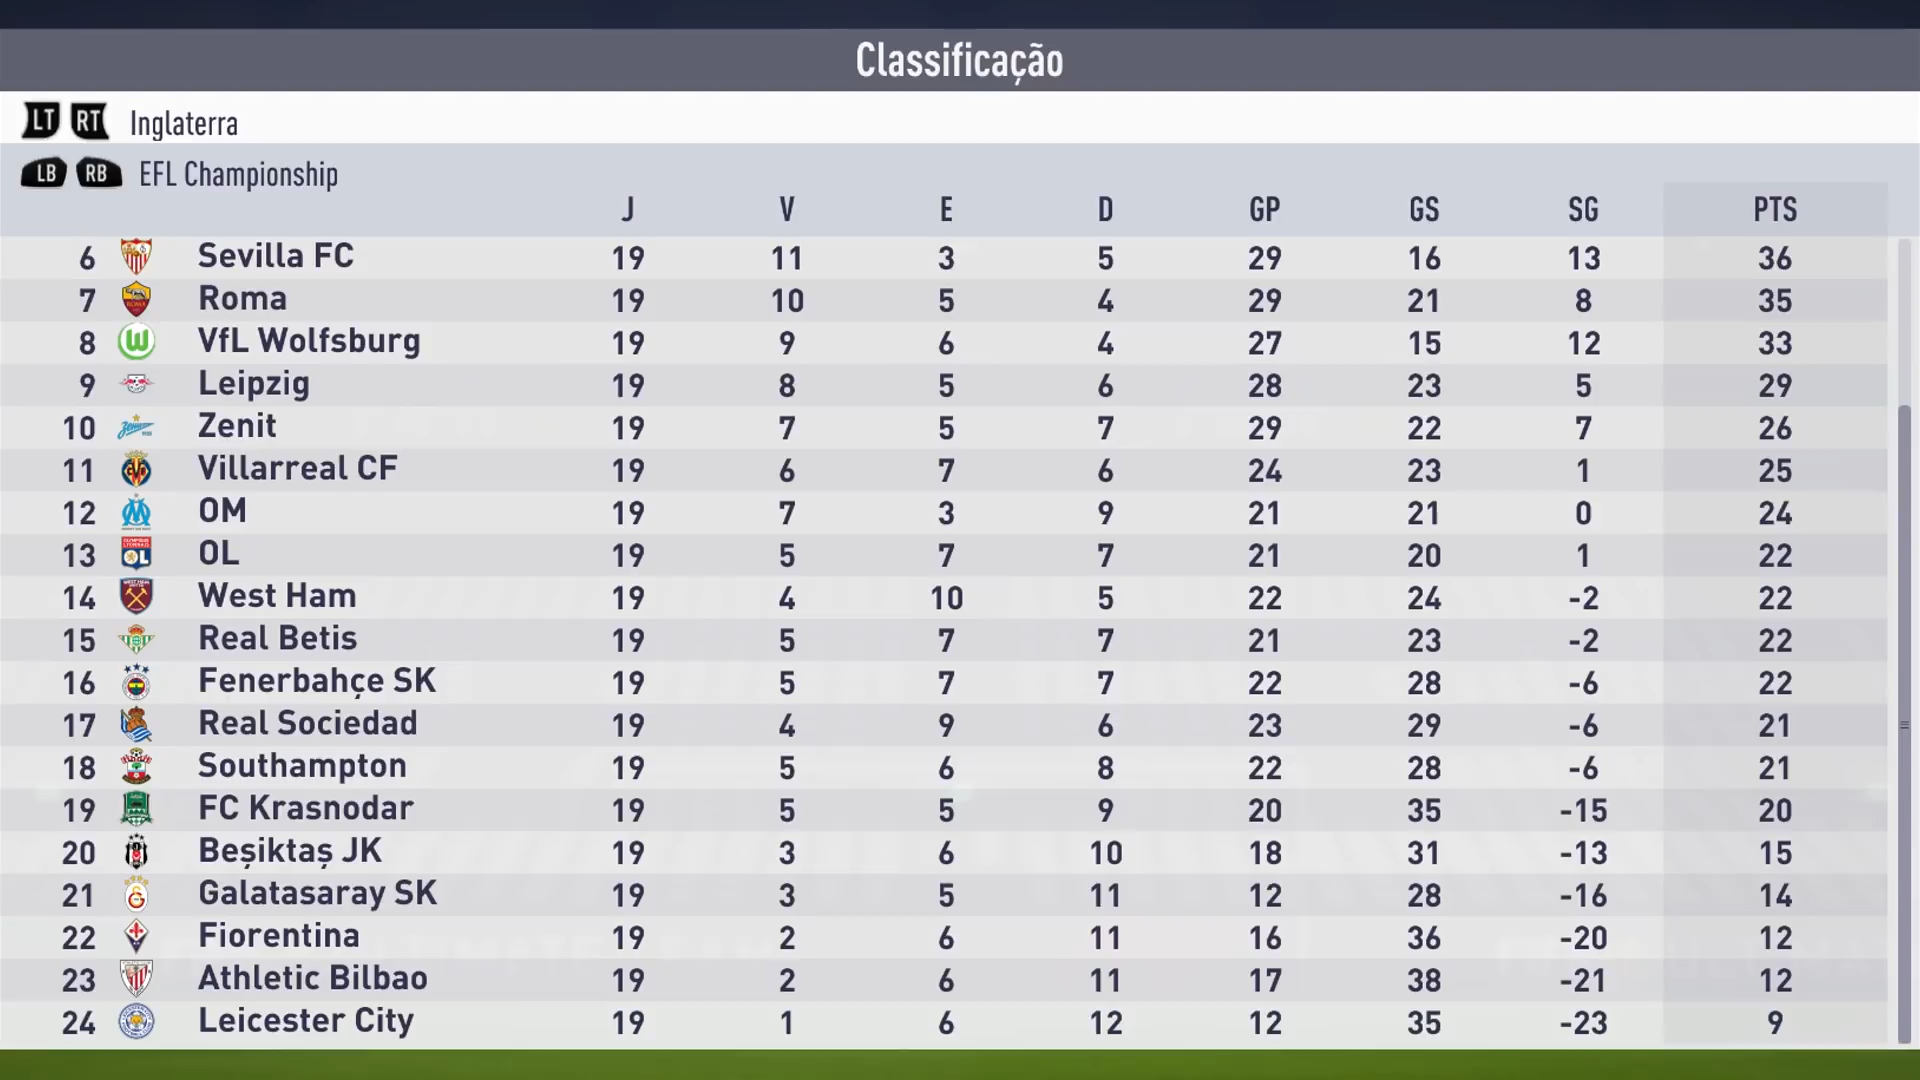 Classificação
LT RT Inglaterra
LB RB EFL Championship
J V E D GP GS SG PTS
6 Sevilla FC 19 11 3 5 29 16 13 36
7 Roma 19 10 5 4 29 21 8 35
8 VfL Wolfsburg 19 9 6 4 27 15 12 33
9 Leipzig 19 8 5 6 28 23 5 29
10 Zenit 19 7 5 7 29 22 7 26
11 Villarreal CF 19 6 7 6 24 23 1 25
12 OM 19 7 3 9 21 21 0 24
13 OL 19 5 7 7 21 20 1 22
14 West Ham 19 4 10 5 22 24 -2 22
15 Real Betis 19 5 7 7 21 23 -2 22
16 Fenerbahçe SK 19 5 7 7 22 28 -6 22
17 Real Sociedad 19 4 9 6 23 29 -6 21
18 Southampton 19 5 6 8 22 28 -6 21
19 FC Krasnodar 19 5 5 9 20 35 -15 20
20 Beşiktaş JK 19 3 6 10 18 31 -13 15
21 Galatasaray SK 19 3 5 11 12 28 -16 14
22 Fiorentina 19 2 6 11 16 36 -20 12
23 Athletic Bilbao 19 2 6 11 17 38 -21 12
24 Leicester City 19 1 6 12 12 35 -23 9